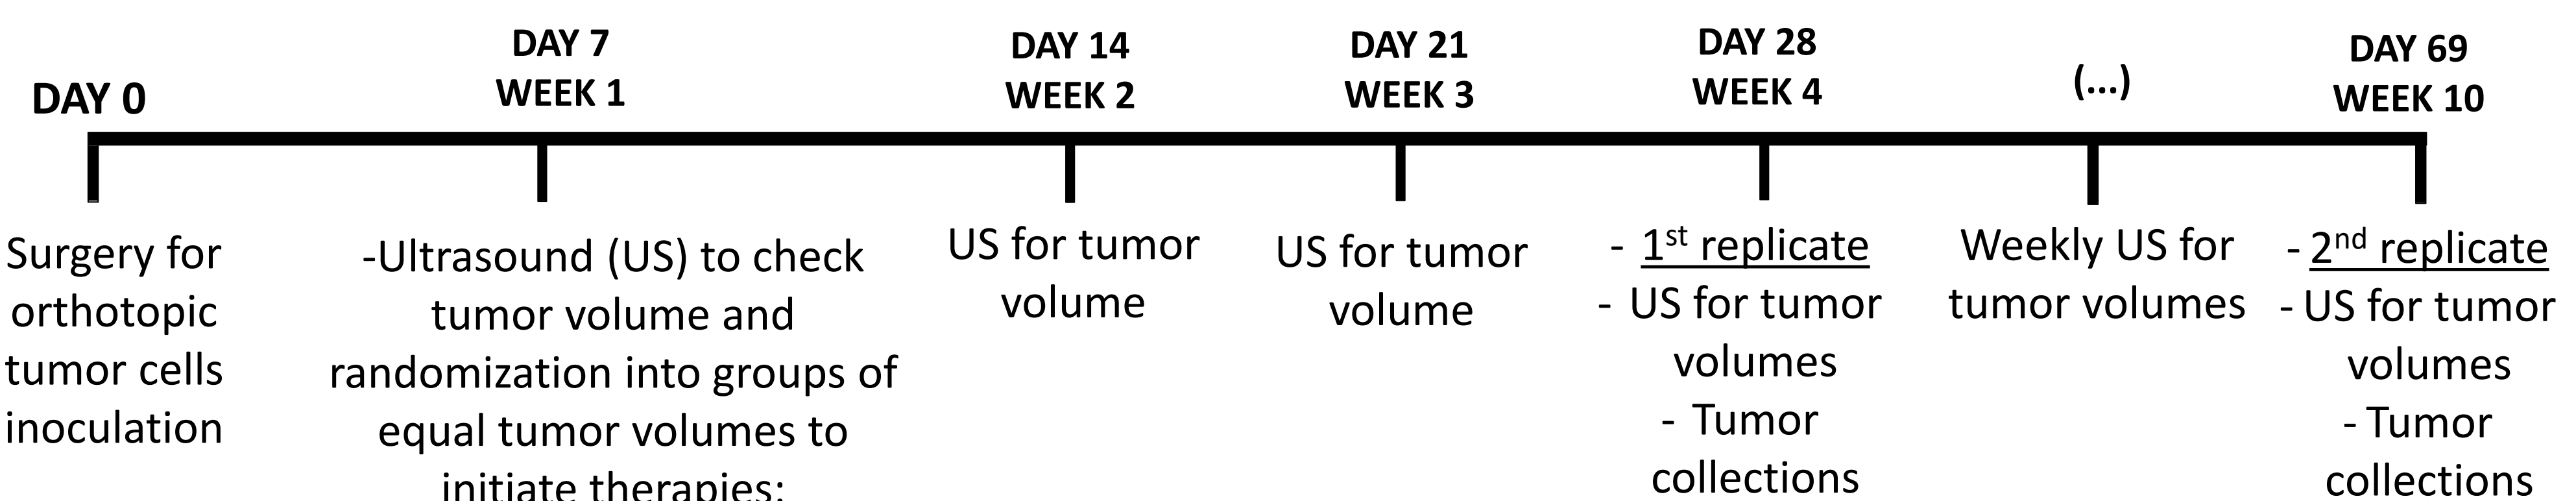 DAY 0
DAY 7
WEEK 1
DAY 14
WEEK 2
DAY 21
WEEK 3
DAY 28
WEEK 4
(...)
DAY 69
WEEK 10
Surgery for
orthotopic
tumor cells
inoculation
-Ultrasound (US) to check
tumor volume and
randomization into groups of
equal tumor volumes to
initiate therapies:
US for tumor
volume
US for tumor
volume
- 1st replicate
- US for tumor
volumes
- Tumor
collections
Weekly US for
tumor volumes
- 2nd replicate
- US for tumor
volumes
- Tumor
collections